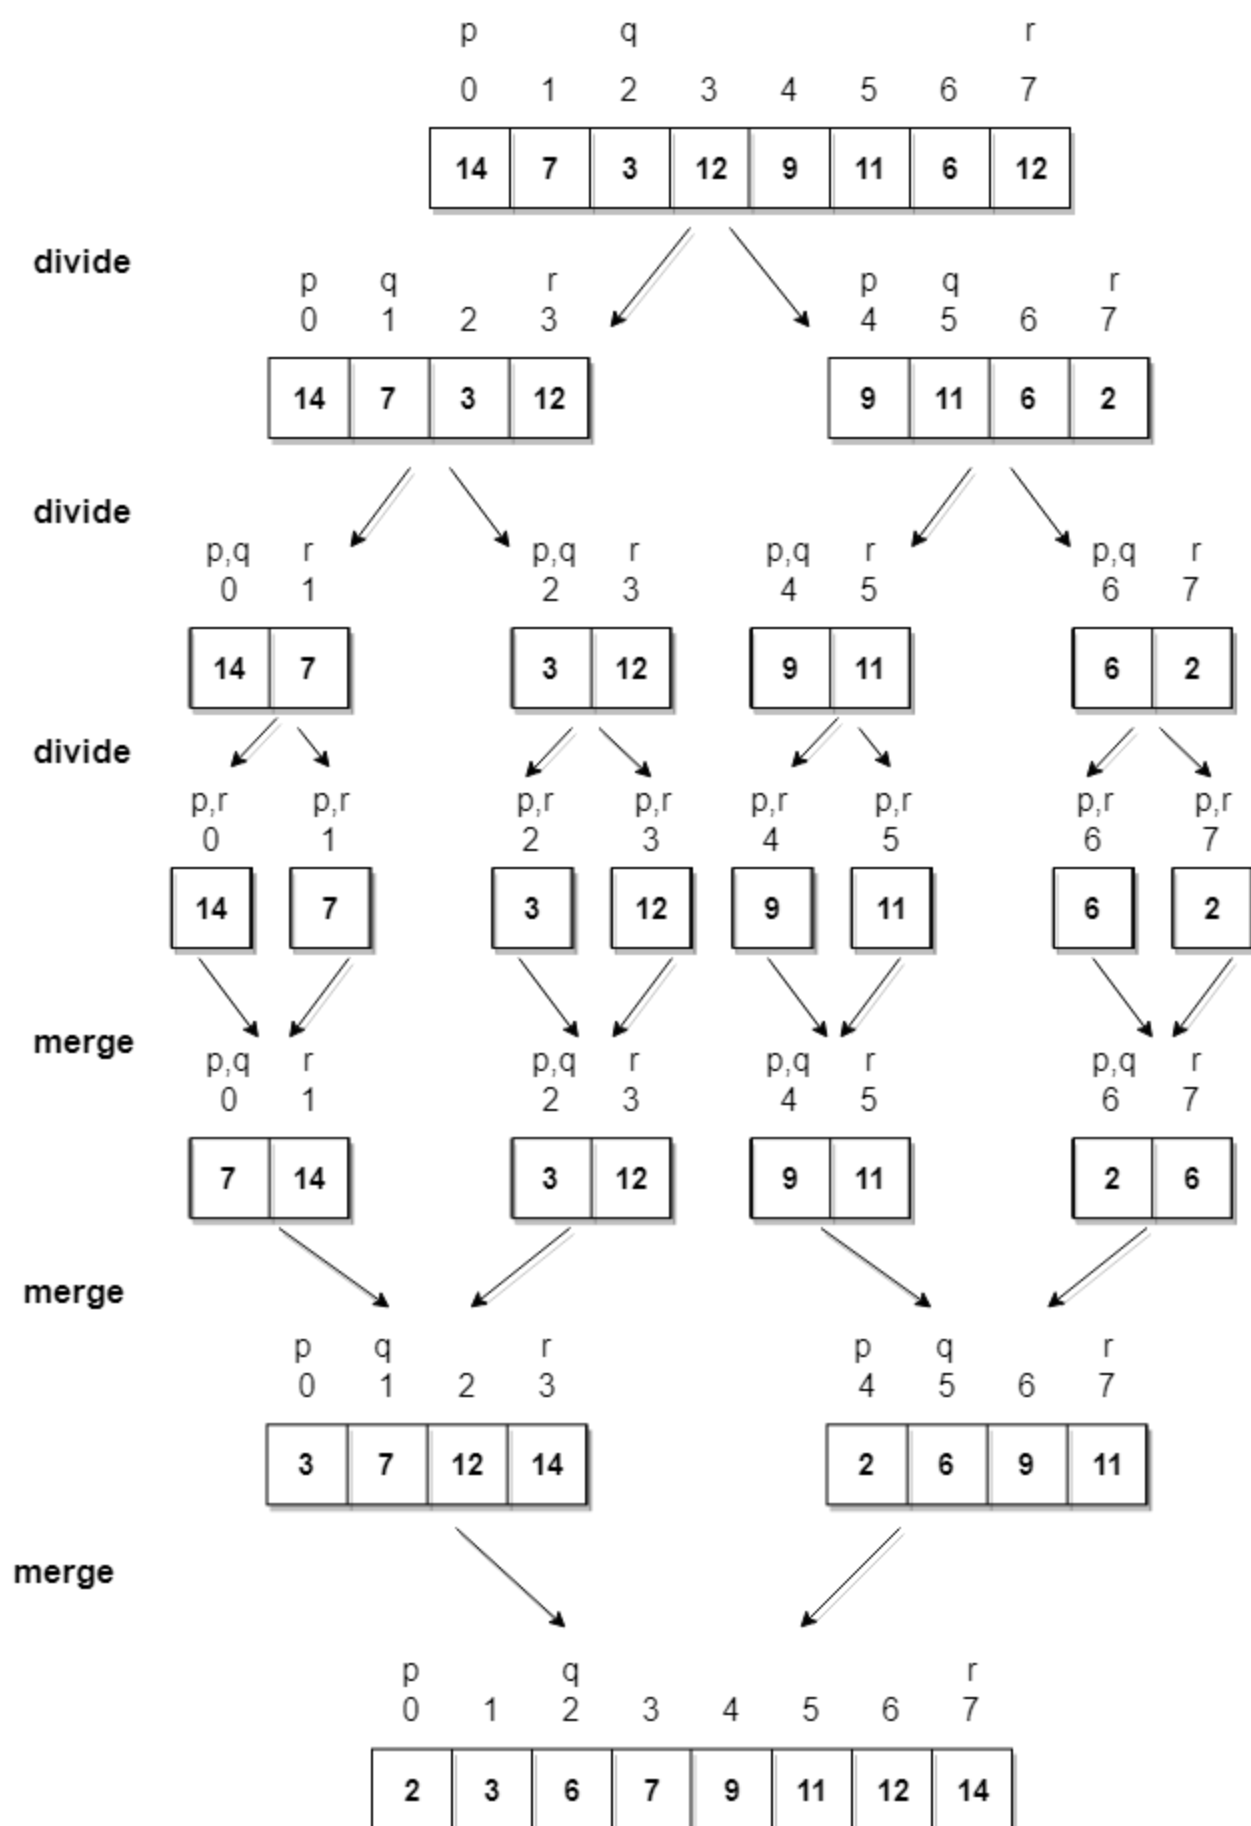 p q r
0 1 2 3 4 5 6 7
14 7 3 12 9 11 6 12
divide
p q r p q r
0 1 2 3 4 5 6 7
14 7 3 12 9 11 6 2
divide
p,q r p,q r p,q r p,q r
0 1 2 3 4 5 6 7
14 7 3 12 9 11 6 2
divide
p,r p,r p,r p,r p,r p,r p,r p,r
0 1 2 3 4 5 6 7
14 7 3 12 9 11 6 2
merge
p,q r p,q r p,q r p,q r
0 1 2 3 4 5 6 7
7 14 3 12 9 11 2 6
merge
p q r p q r
0 1 2 3 4 5 6 7
3 7 12 14 2 6 9 11
merge
p q r
0 1 2 3 4 5 6 7
2 3 6 7 9 11 12 14